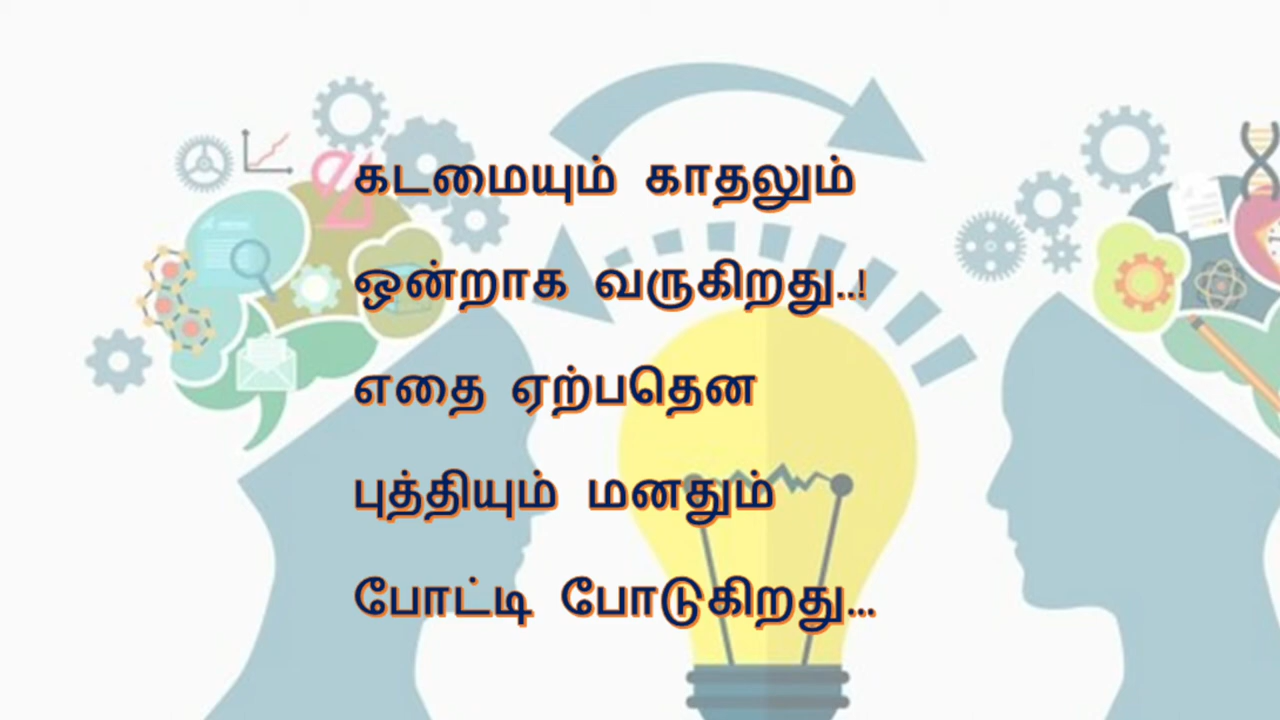 கடமையும் காதலும்
ஒன்றாக வருகிறது..!
எதை ஏற்பதென
புத்தியும் மனதும்
போட்டி போடுகிறது...